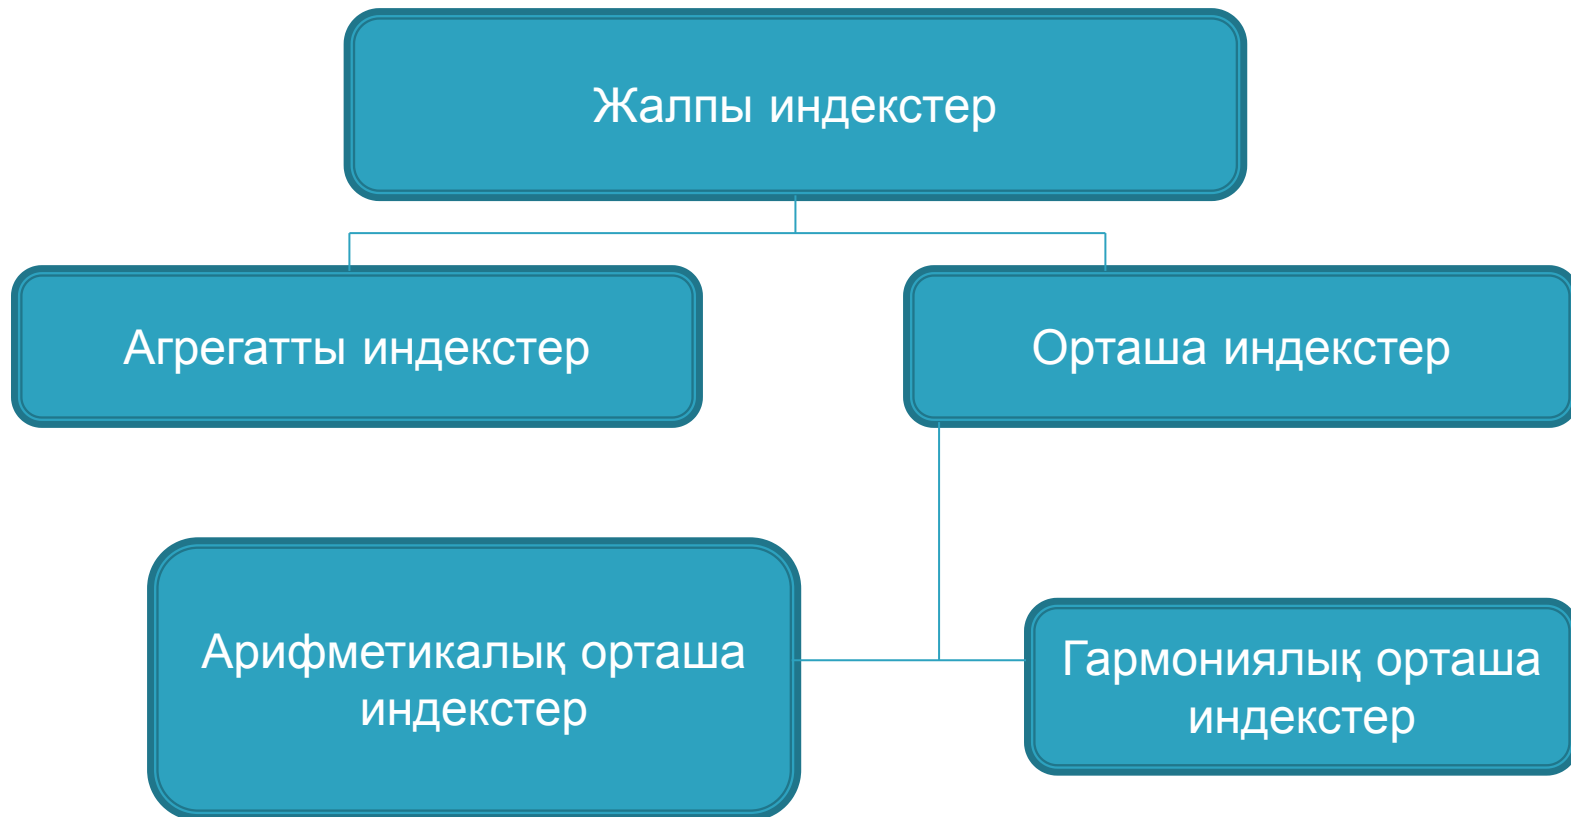 Жалпы индекстер
Агрегатты индекстер
Орташа индекстер
Арифметикалық орташа
индекстер
Гармониялық орташа
индекстер